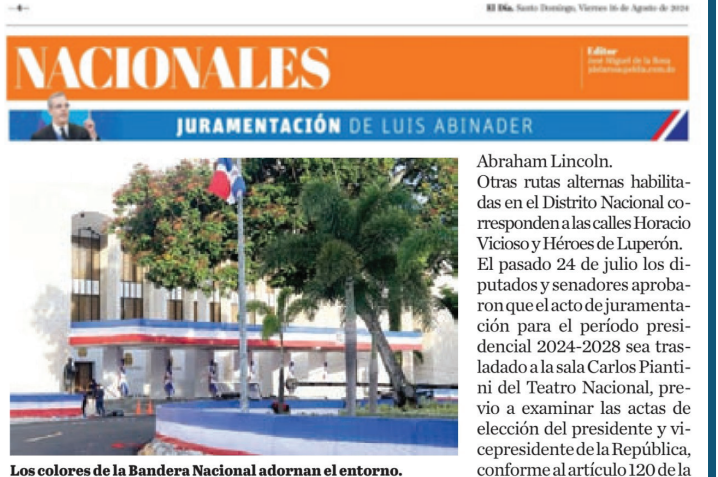 -4-
El Día. Santo Domingo, Viernes 16 de Agosto de 2024
NACIONALES
Editor
José Miguel de la Rosa
JURAMENTACIÓN DE LUIS ABINADER
Los colores de la Bandera Nacional adornan el entorno.
Abraham Lincoln.
Otras rutas alternas habilita-
das en el Distrito Nacional co-
rresponden a las calles Horacio
Vicioso y Héroes de Luperón.
El pasado 24 de julio los di-
putados y senadores aproba-
ron que el acto de juramenta-
ción para el período presi-
dencial 2024-2028 sea tras-
ladado a la sala Carlos Pianti-
ni del Teatro Nacional, pre-
vio a examinar las actas de
elección del presidente y vi-
cepresidente de la República,
conforme al artículo 120 de la